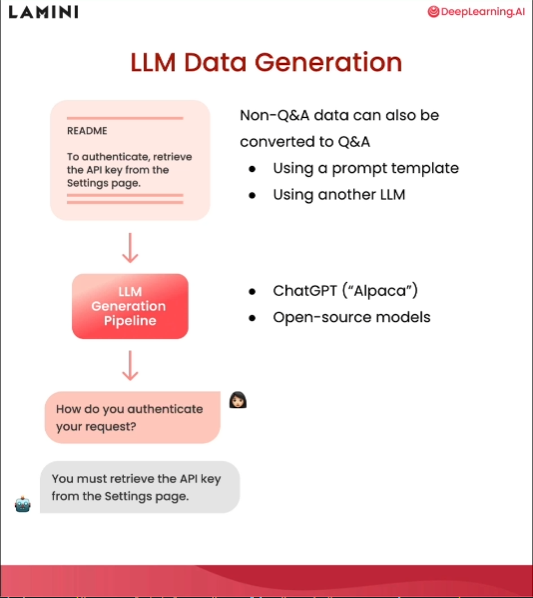 LAMINI
DeepLearning.AI
LLM Data Generation
README
To authenticate, retrieve
the API key from the
Settings page.
Non-Q&A data can also be
converted to Q&A
● Using a prompt template
● Using another LLM
LLM
Generation
Pipeline
● ChatGPT (“Alpaca”)
● Open-source models
How do you authenticate
your request?
You must retrieve the API key
from the Settings page.